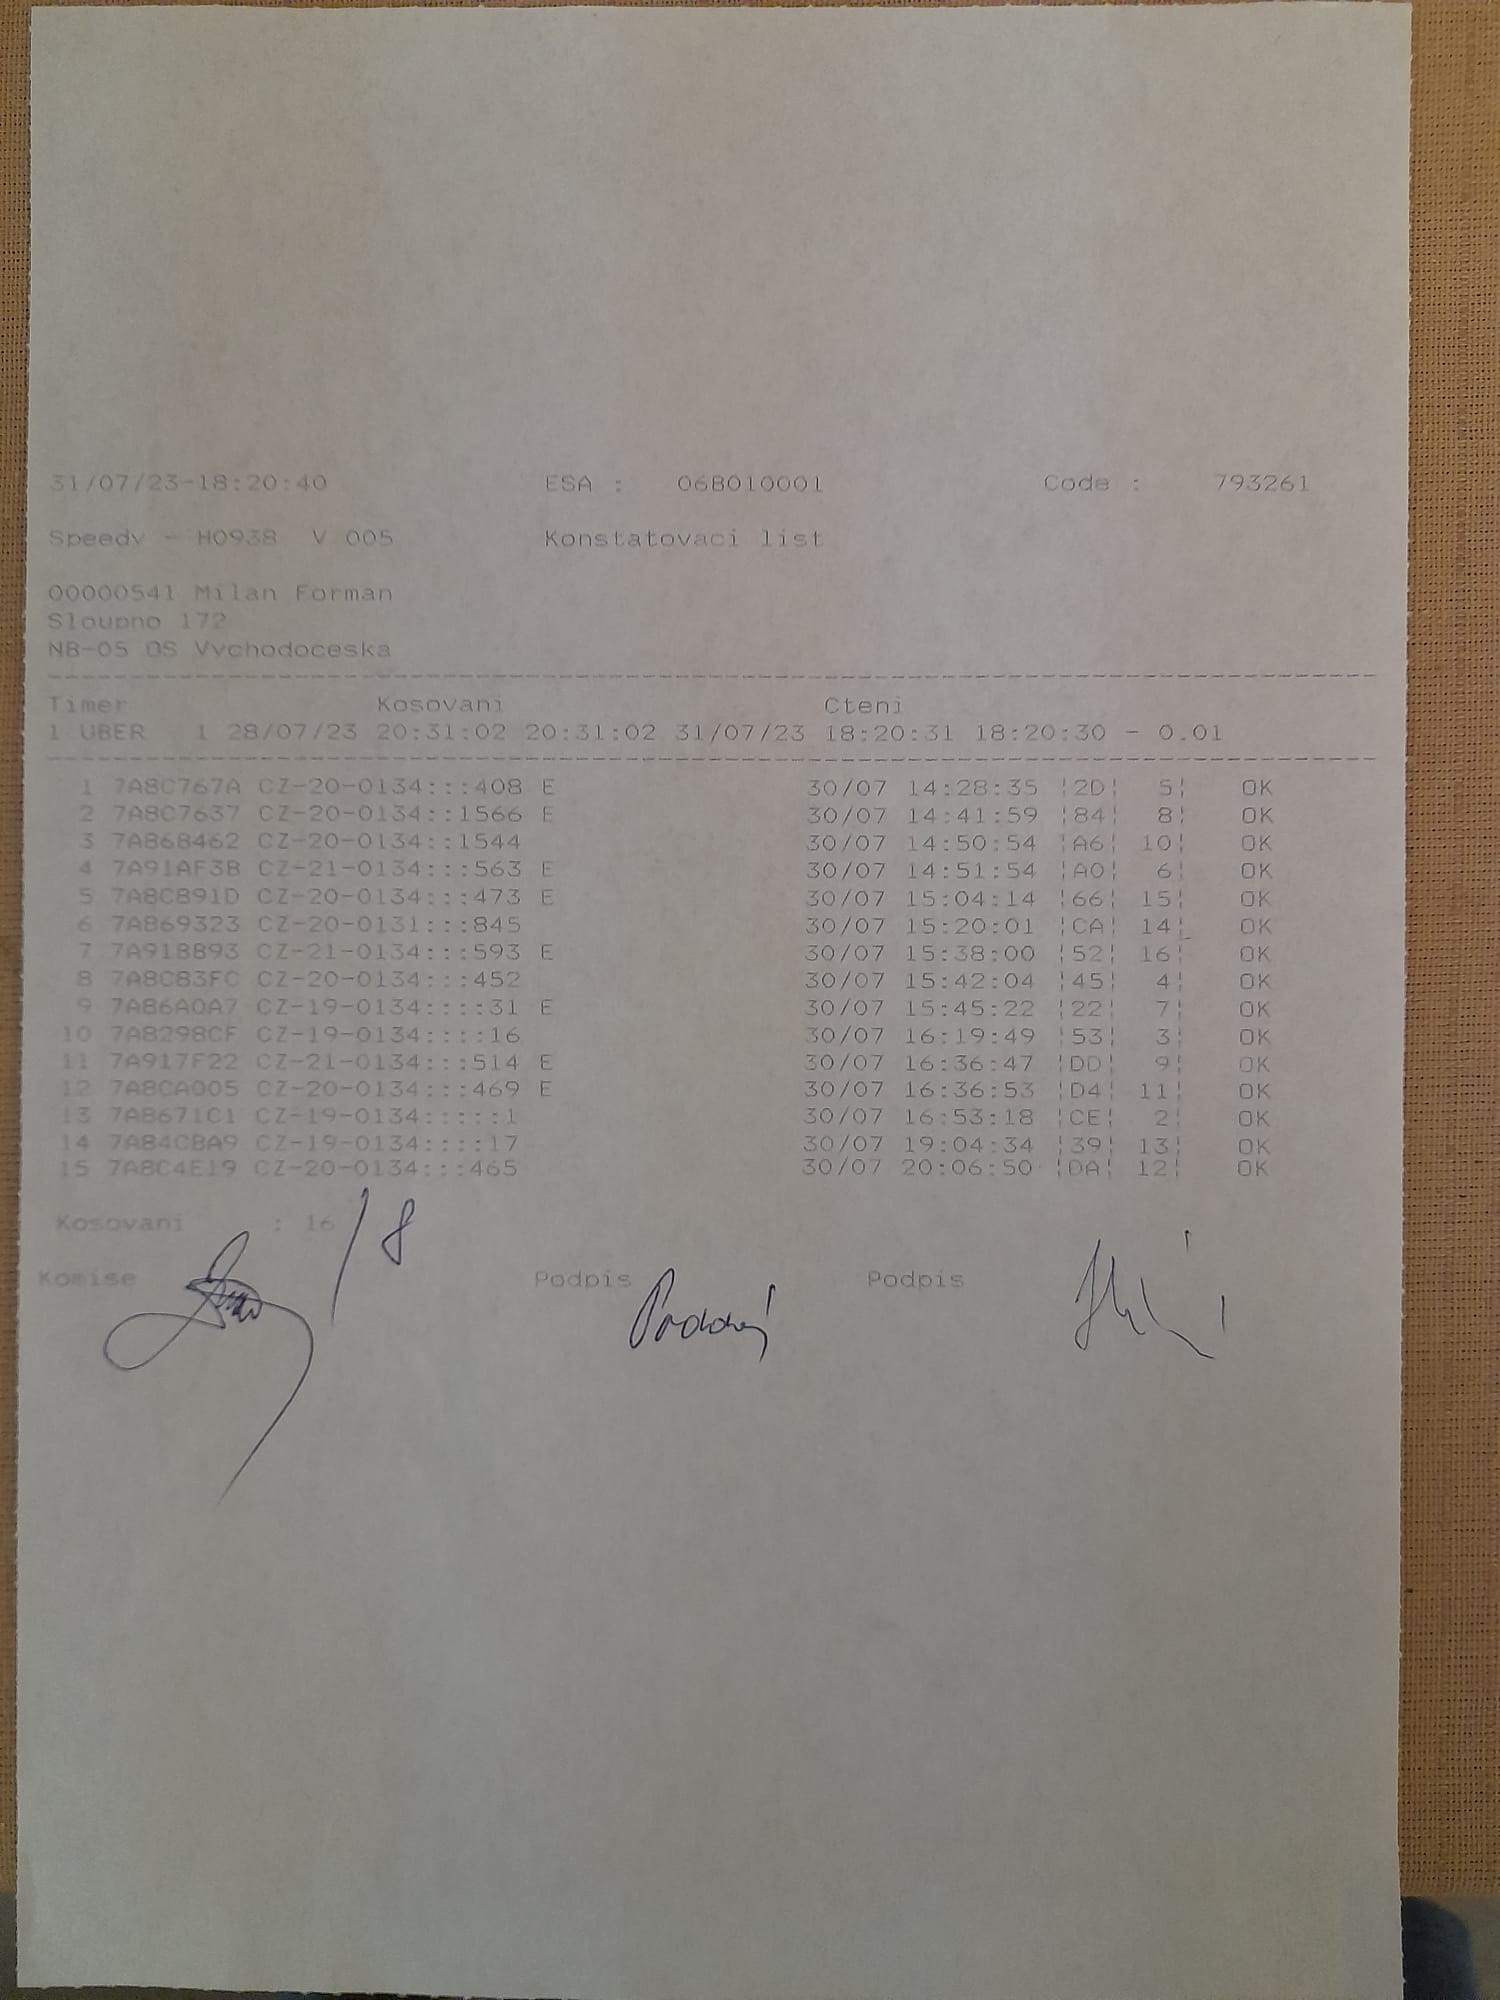 31/07/23-18:20:40 ESA : 068010001 Code : 793261
Speedv - H0938 V 005 Konstatovaci list
00000541 Milan Forman
Sloupno 172
NB-05 OS Vychodoceska
Timer Kosovani Cteni
1 UBER 1 28/07/23 20:31:02 20:31:02 31/07/23 18:20:31 18:20:30 - 0.01
1 7A8C767A CZ-20-0134:::408 E 30/07 14:28:35 ¦2D¦ 5¦ OK
2 7A8C7637 CZ-20-0134::1566 E 30/07 14:41:59 ¦84¦ 8¦ OK
3 7A868462 CZ-20-0134::1544 30/07 14:50:54 ¦A6¦ 10¦ OK
4 7A91AF3B CZ-21-0134:::563 E 30/07 14:51:54 ¦A0¦ 6¦ OK
5 7A8C891D CZ-20-0134:::473 E 30/07 15:04:14 ¦66¦ 15¦ OK
6 7A869323 CZ-20-0131:::845 30/07 15:20:01 ¦CA¦ 14¦ OK
7 7A918893 CZ-21-0134:::593 E 30/07 15:38:00 ¦52¦ 16¦ OK
8 7A8C83FC CZ-20-0134:::452 30/07 15:42:04 ¦45¦ 4¦ OK
9 7A86A0A7 CZ-19-0134::::31 E 30/07 15:45:22 ¦22¦ 7¦ OK
10 7A8298CF CZ-19-0134::::16 30/07 16:19:49 ¦53¦ 3¦ OK
11 7A917F22 CZ-21-0134:::514 E 30/07 16:36:47 ¦DD¦ 9¦ OK
12 7A8CA005 CZ-20-0134:::469 E 30/07 16:36:53 ¦D4¦ 11¦ OK
13 7A8671C1 CZ-19-0134:::::1 30/07 16:53:18 ¦CE¦ 2¦ OK
14 7A84CBA9 CZ-19-0134::::17 30/07 19:04:34 ¦39¦ 13¦ OK
15 7A8C4E19 CZ-20-0134:::465 30/07 20:06:50 ¦DA¦ 12¦ OK
Kosovani : 16 / 8
Komise Podpis Podpis